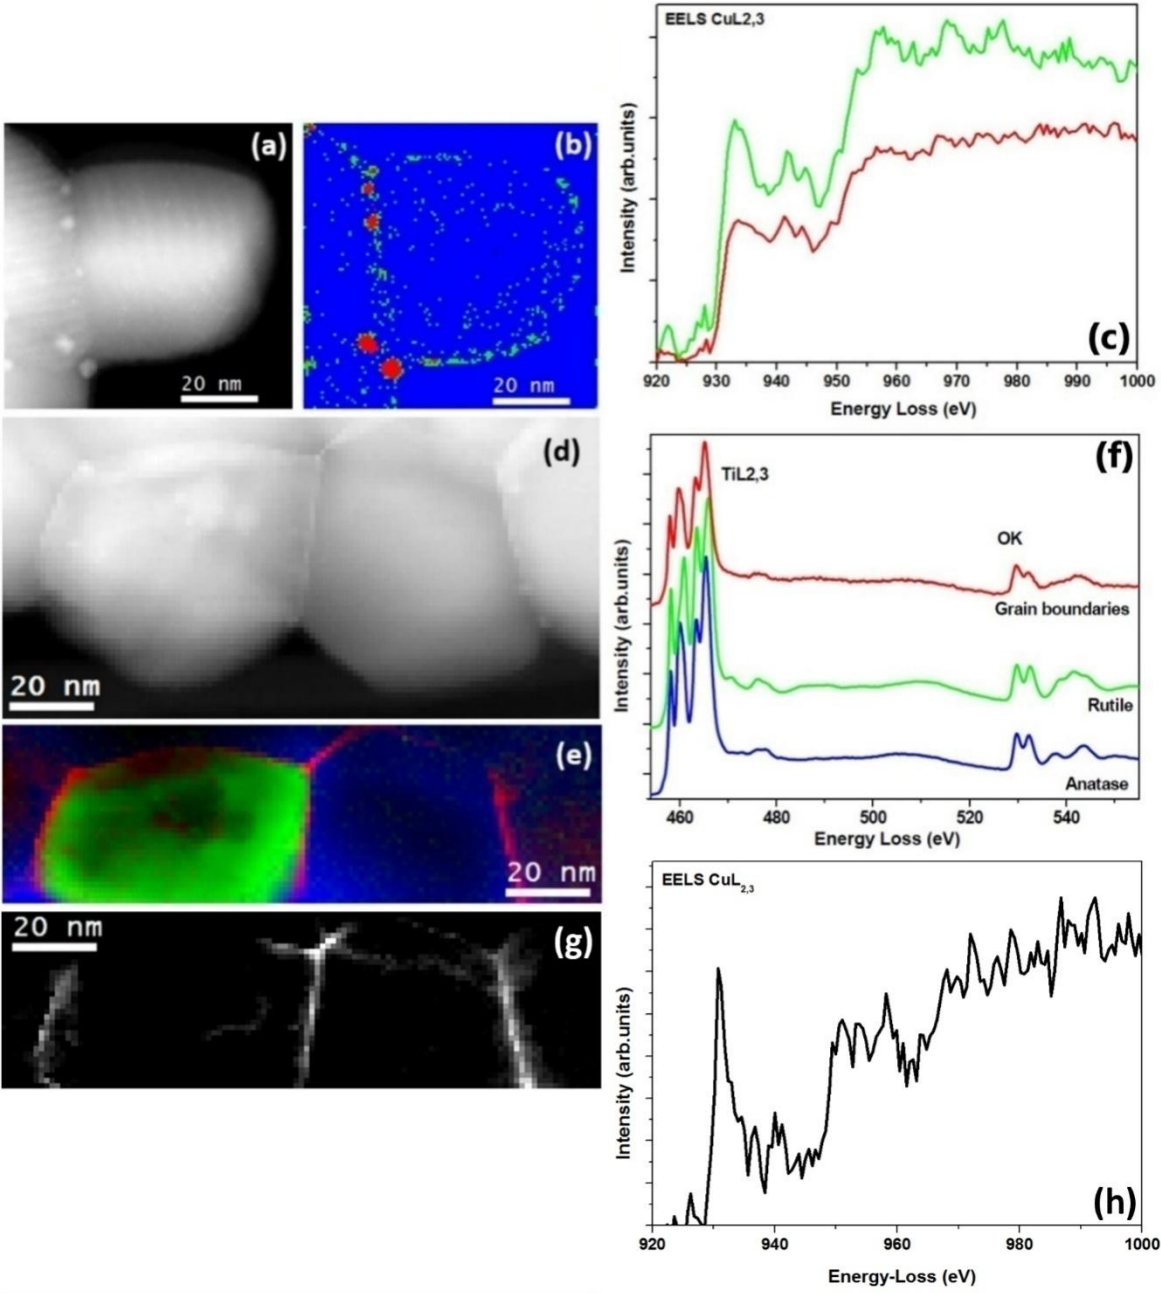 (a)
20 nm
(b)
20 nm
EELS CuL2,3
Intensity (arb.units)
(c)
920 930 940 950 960 970 980 990 1000
Energy Loss (eV)
(d)
20 nm
(e)
20 nm
(f)
TiL2,3
OK
Grain boundaries
Rutile
Anatase
Intensity (arb.units)
460 480 500 520 540
Energy Loss (eV)
20 nm
(g)
EELS CuL2,3
Intensity (arb.units)
(h)
920 940 960 980 1000
Energy-Loss (eV)